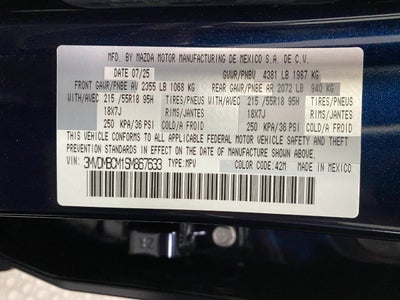 MFD. BY MAZDA MOTOR MANUFACTURING DE MEXICO S.A. DE C.V.
DATE 07/25 GVWR/PNBV 4381 LB 1987 KG
FRONT GAWR/PNBE AV 2355 LB 1068 KG REAR GAWR/PNBE AR 2072 LB 940 KG
WITH/AVEC 215/55R18 95H TIRES/PNEUS WITH/AVEC 215/55R18 95H TIRES/PNEUS
18X7J RIMS/JANTES 18X7J RIMS/JANTES
250 KPA/36 PSI COLD/A FROID 250 KPA/36 PSI COLD/A FROID
THIS VEHICLE CONFORMS TO ALL APPLICABLE FEDERAL MOTOR VEHICLE SAFETY AND THEFT
PREVENTION STANDARDS IN EFFECT ON THE DATE OF MANUFACTURE SHOWN ABOVE.
VIN: 3MVDMBCM1SM867633 TYPE:MPV COLOR CODE:42M MADE IN MEXICO